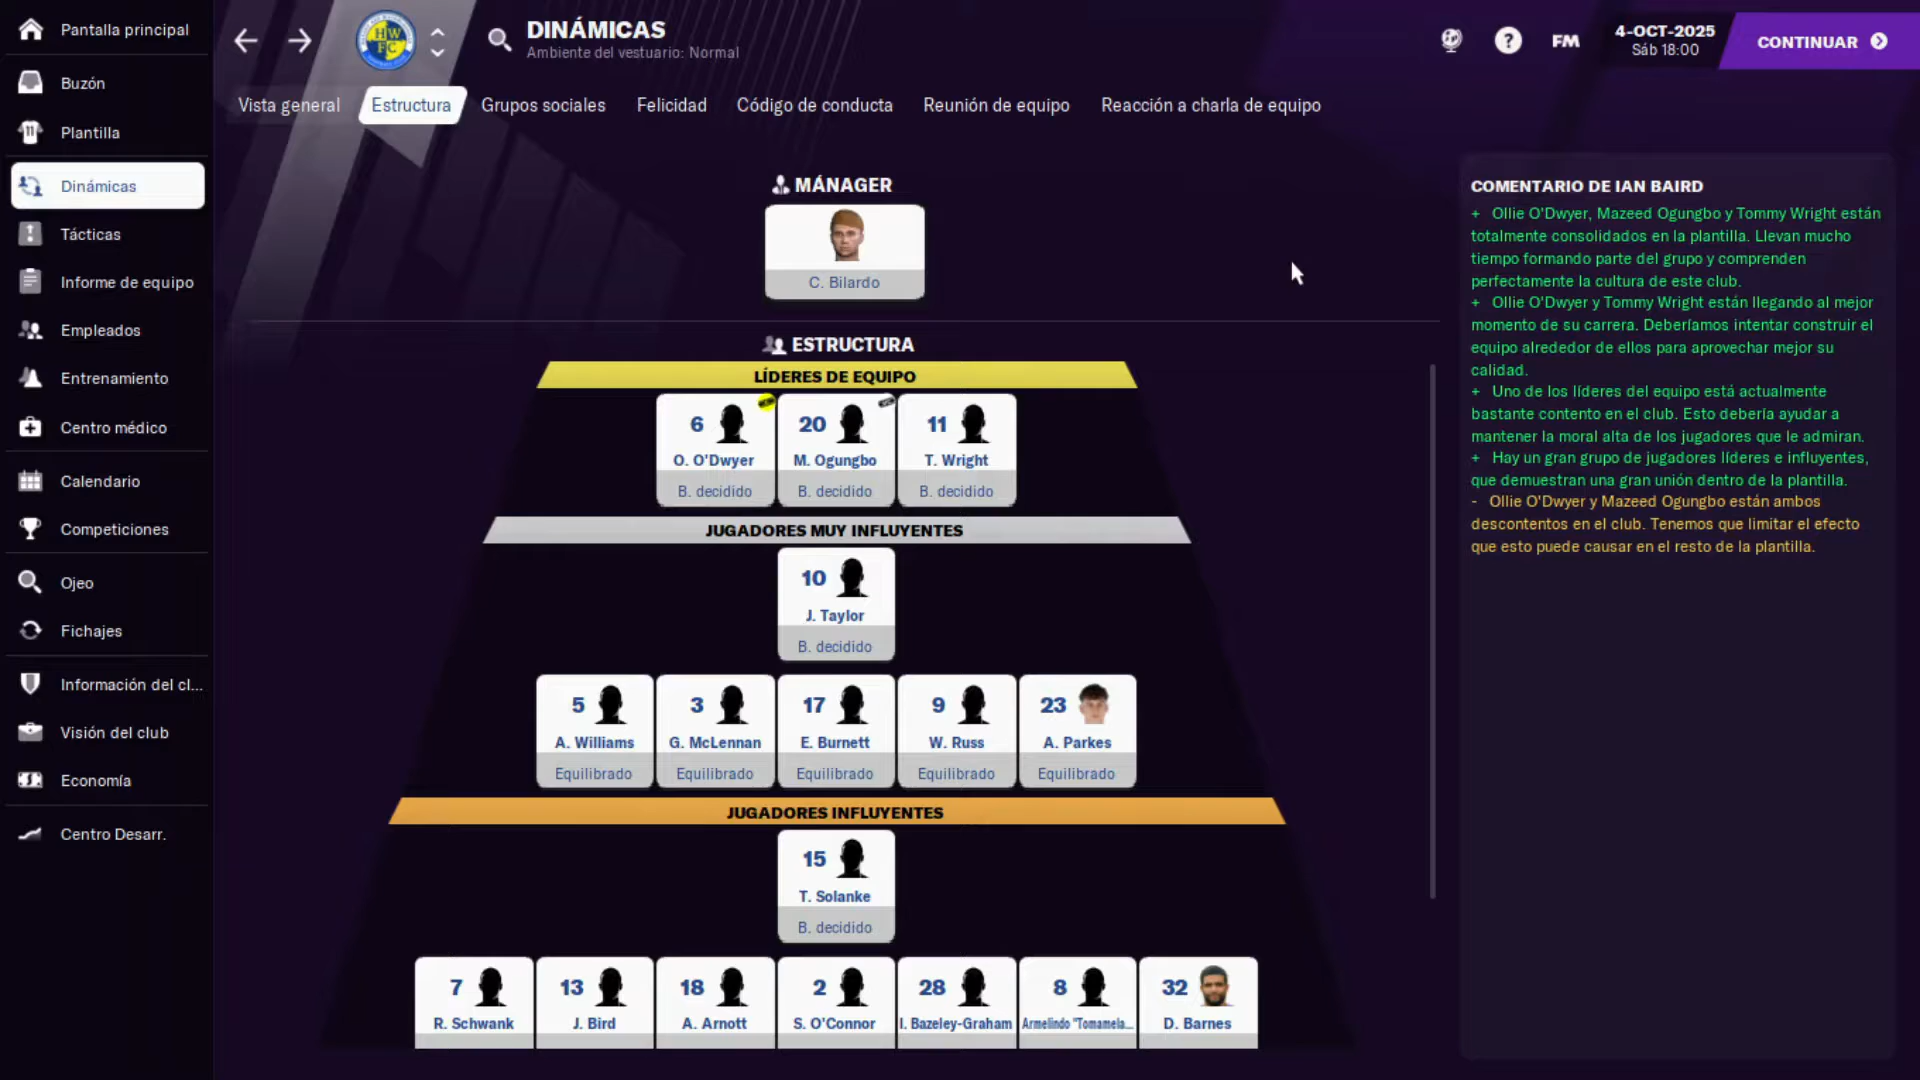 Pantalla principal
Buzón
Plantilla
Dinámicas
Tácticas
Informe de equipo
Empleados
Entrenamiento
Centro médico
Calendario
Competiciones
Ojeo
Fichajes
Información del cl...
Visión del club
Economía
Centro Desarr.
HW
FC
DINÁMICAS
Ambiente del vestuario: Normal
?
FM
4-OCT-2025
Sáb 18:00
CONTINUAR
Vista general
Estructura
Grupos sociales
Felicidad
Código de conducta
Reunión de equipo
Reacción a charla de equipo
MÁNAGER
C. Bilardo
ESTRUCTURA
LÍDERES DE EQUIPO
6
O. O'Dwyer
B. decidido
20
M. Ogungbo
B. decidido
11
T. Wright
B. decidido
JUGADORES MUY INFLUYENTES
10
J. Taylor
B. decidido
5
A. Williams
Equilibrado
3
G. McLennan
Equilibrado
17
E. Burnett
Equilibrado
9
W. Russ
Equilibrado
23
A. Parkes
Equilibrado
JUGADORES INFLUYENTES
15
T. Solanke
B. decidido
7
R. Schwank
13
J. Bird
18
A. Arnott
2
S. O'Connor
28
I. Bazeley-Graham
8
Armelindo "Tomamela...
32
D. Barnes
COMENTARIO DE IAN BAIRD
+ Ollie O'Dwyer, Mazeed Ogungbo y Tommy Wright están
totalmente consolidados en la plantilla. Llevan mucho
tiempo formando parte del grupo y comprenden
perfectamente la cultura de este club.
+ Ollie O'Dwyer y Tommy Wright están llegando al mejor
momento de su carrera. Deberíamos intentar construir el
equipo alrededor de ellos para aprovechar mejor su
calidad.
+ Uno de los líderes del equipo está actualmente
bastante contento en el club. Esto debería ayudar a
mantener la moral alta de los jugadores que le admiran.
+ Hay un gran grupo de jugadores líderes e influyentes,
que demuestran una gran unión dentro de la plantilla.
- Ollie O'Dwyer y Mazeed Ogungbo están ambos
descontentos en el club. Tenemos que limitar el efecto
que esto puede causar en el resto de la plantilla.